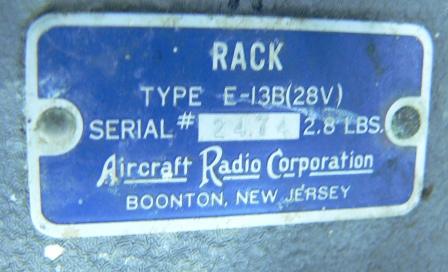 RACK
TYPE E-13B(28V)
SERIAL # 2474 2.8 LBS.
Aircraft Radio Corporation
BOONTON, NEW JERSEY